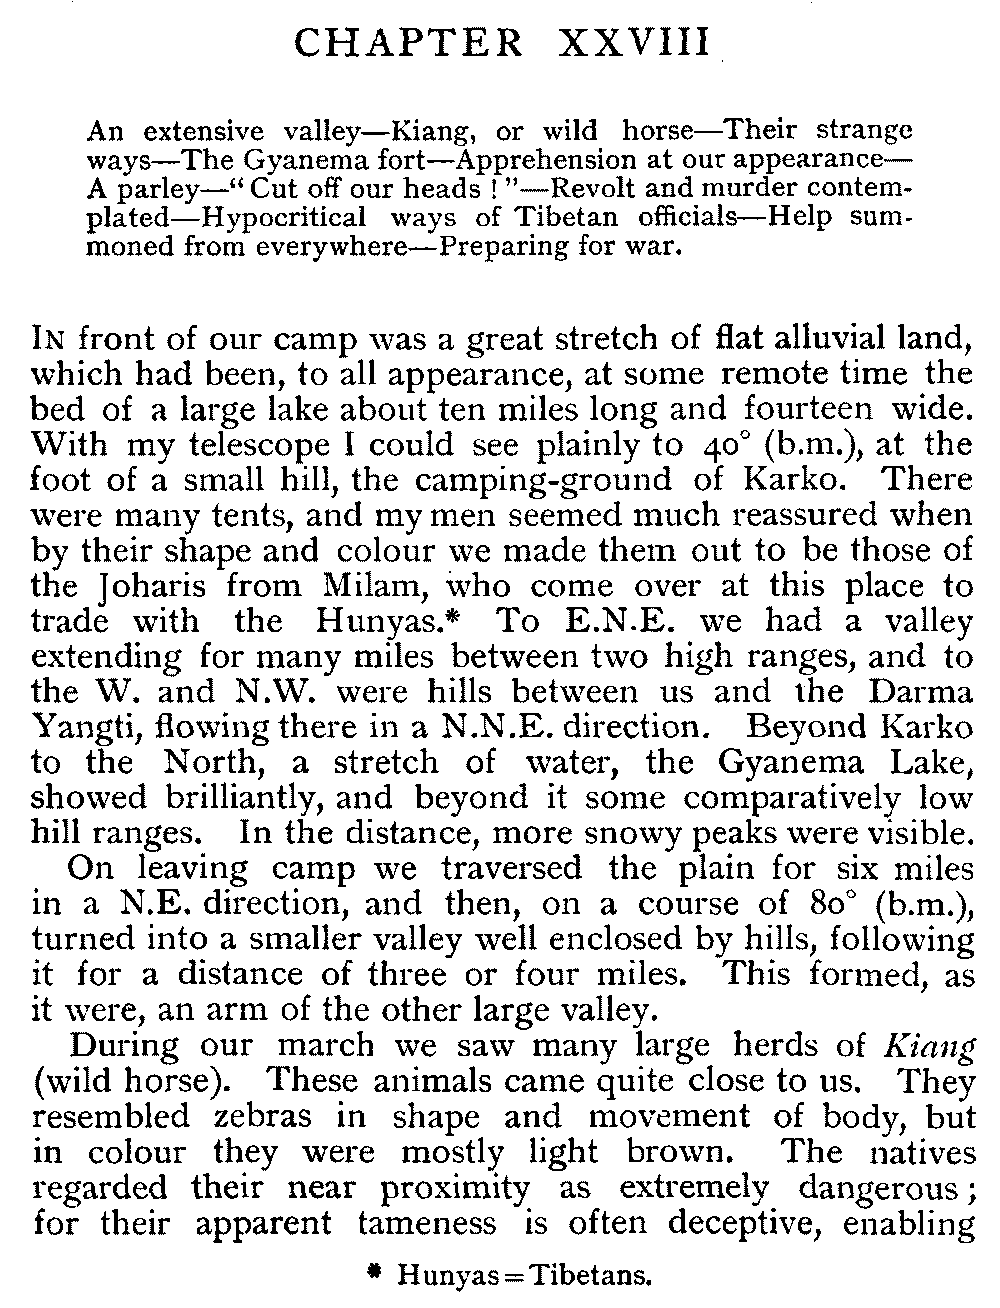 CHAPTER XXVIII
An extensive valley—Kiang, or wild horse—Their strange
ways—The Gyanema fort—Apprehension at our appearance—
A parley—“Cut off our heads ! ”—Revolt and murder contem-
plated—Hypocritical ways of Tibetan officials—Help sum-
moned from everywhere—Preparing for war.
IN front of our camp was a great stretch of flat alluvial land,
which had been, to all appearance, at some remote time the
bed of a large lake about ten miles long and fourteen wide.
With my telescope I could see plainly to 40° (b.m.), at the
foot of a small hill, the camping-ground of Karko. There
were many tents, and my men seemed much reassured when
by their shape and colour we made them out to be those of
the Joharis from Milam, who come over at this place to
trade with the Hunyas.* To E.N.E. we had a valley
extending for many miles between two high ranges, and to
the W. and N.W. were hills between us and the Darma
Yangti, flowing there in a N.N.E. direction. Beyond Karko
to the North, a stretch of water, the Gyanema Lake,
showed brilliantly, and beyond it some comparatively low
hill ranges. In the distance, more snowy peaks were visible.
On leaving camp we traversed the plain for six miles
in a N.E. direction, and then, on a course of 80° (b.m.),
turned into a smaller valley well enclosed by hills, following
it for a distance of three or four miles. This formed, as
it were, an arm of the other large valley.
During our march we saw many large herds of Kiang
(wild horse). These animals came quite close to us. They
resembled zebras in shape and movement of body, but
in colour they were mostly light brown. The natives
regarded their near proximity as extremely dangerous ;
for their apparent tameness is often deceptive, enabling
* Hunyas = Tibetans.